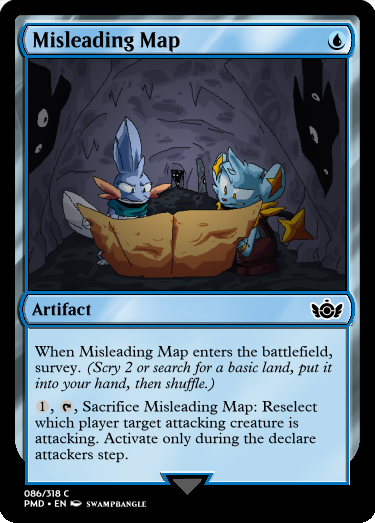 Misleading Map
Artifact
When Misleading Map enters the battlefield,
survey. (Scry 2 or search for a basic land, put it
into your hand, then shuffle.)
1, T, Sacrifice Misleading Map: Reselect
which player target attacking creature is
attacking. Activate only during the declare
attackers step.
086/318 C
PMD • EN SWAMPBANGLE